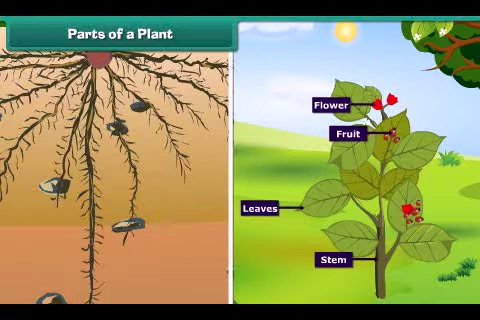 Parts of a Plant
Flower
Fruit
Leaves
Stem